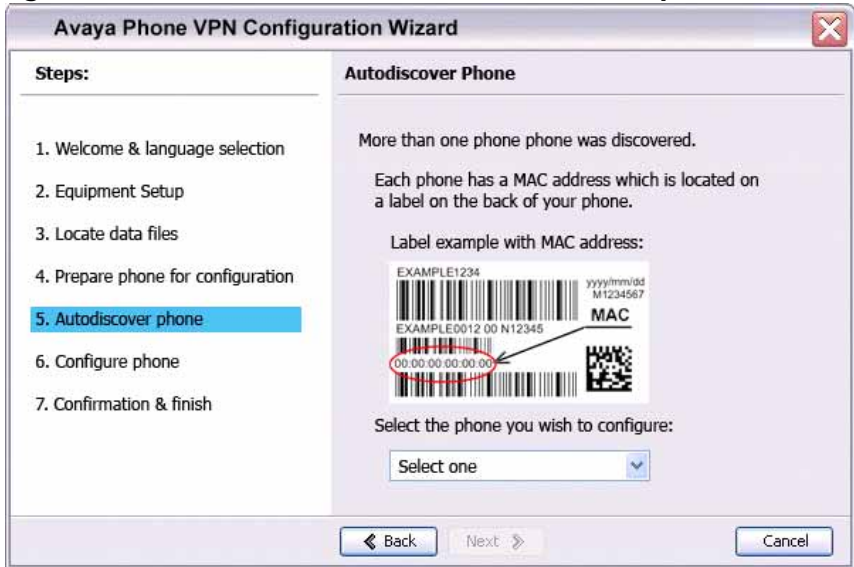 Avaya Phone VPN Configuration Wizard
Steps:
1. Welcome & language selection
2. Equipment Setup
3. Locate data files
4. Prepare phone for configuration
5. Autodiscover phone
6. Configure phone
7. Confirmation & finish
Autodiscover Phone
More than one phone phone was discovered.
Each phone has a MAC address which is located on
a label on the back of your phone.
Label example with MAC address:
EXAMPLE1234
yyyy/mm/dd
M1234567
MAC
EXAMPLE0012 00 N12345
00:00:00:00:00:00
Select the phone you wish to configure:
Select one
Back
Next
Cancel